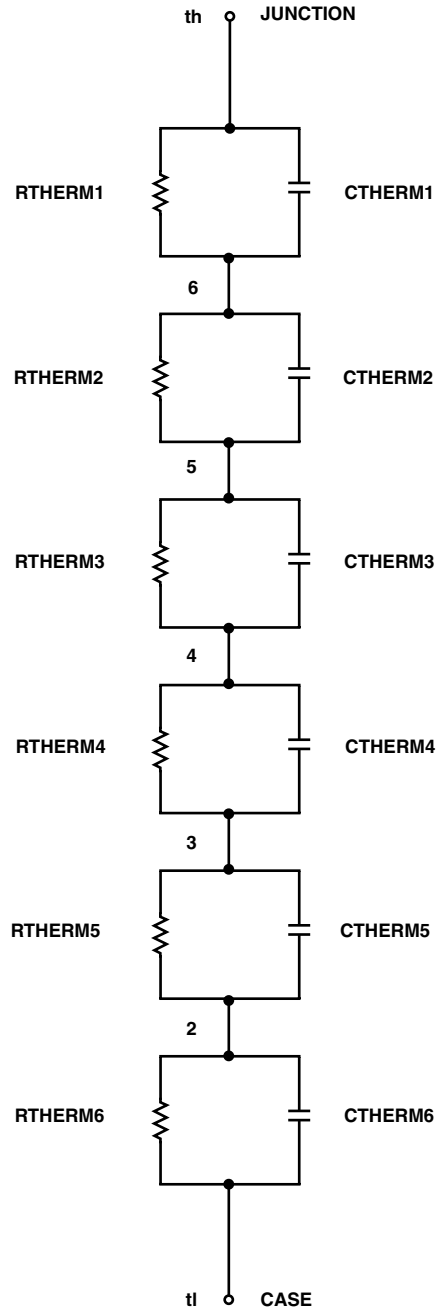 th JUNCTION
RTHERM1 CTHERM1
6
RTHERM2 CTHERM2
5
RTHERM3 CTHERM3
4
RTHERM4 CTHERM4
3
RTHERM5 CTHERM5
2
RTHERM6 CTHERM6
tl CASE